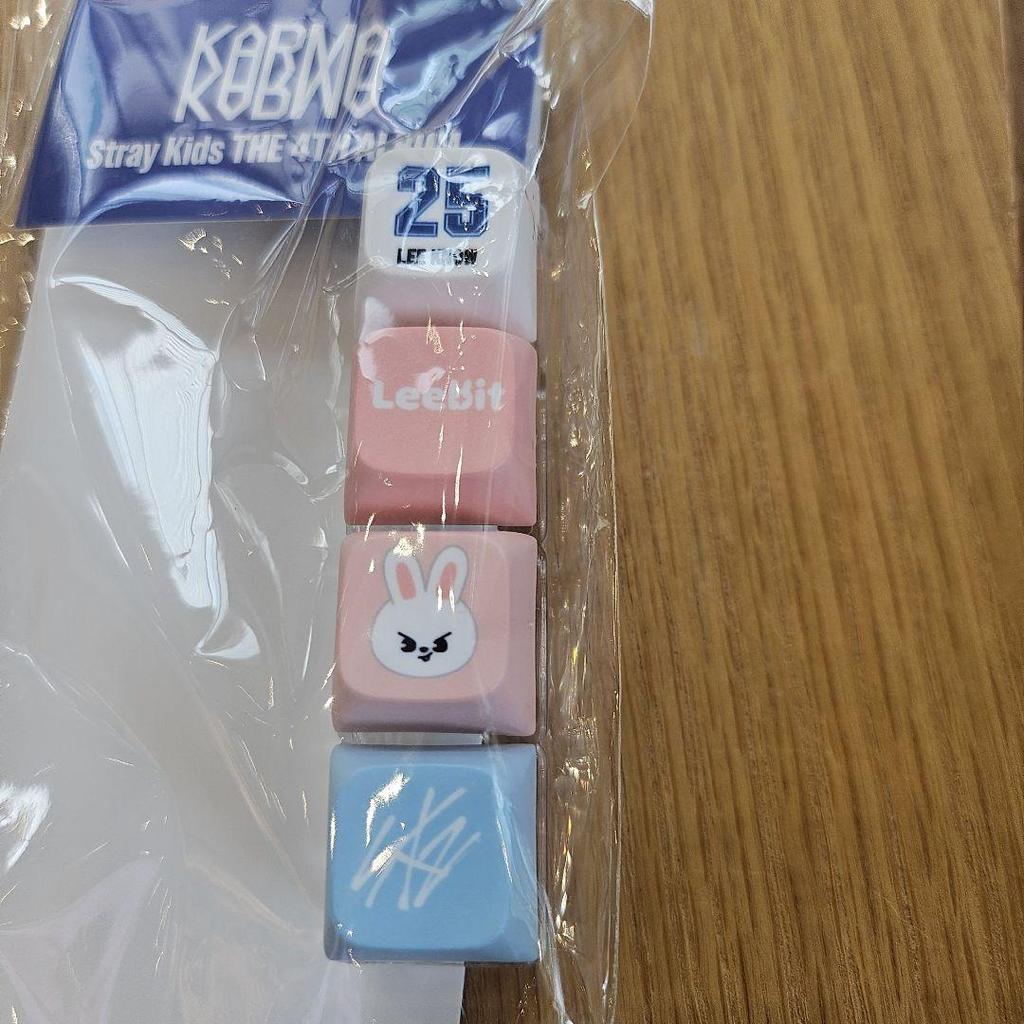 KARMA
Stray Kids THE 4TH ALBUM
25
LEE KNOW
LeeBit